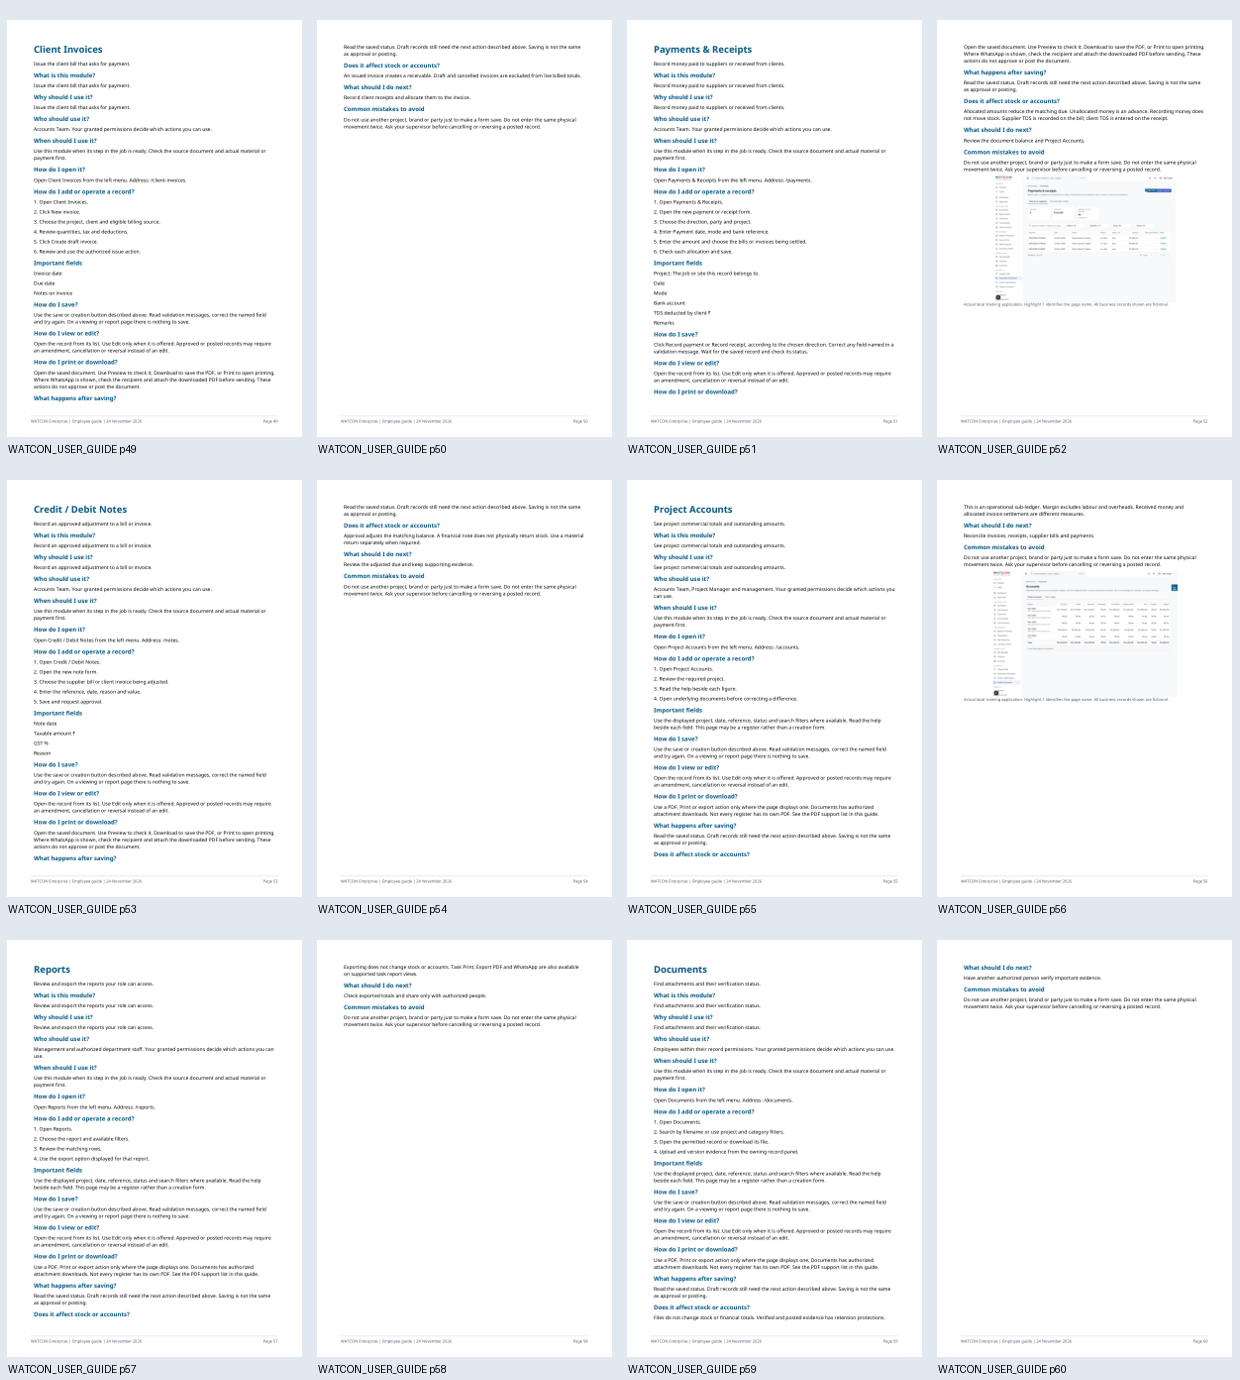 Client Invoices
Issue the client bill that asks for payment.
What is this module?
Issue the client bill that asks for payment.
Why should I use it?
Issue the client bill that asks for payment.
Who should use it?
Accounts Team. Your granted permissions decide which actions you can use.
When should I use it?
Use this module when its step in the job is ready. Check the source document and actual material or
payment first.
How do I open it?
Open Client Invoices from the left menu. Address: /client-invoices.
How do I add or operate a record?
1. Open Client Invoices.
2. Click New invoice.
3. Choose the project, client and eligible billing source.
4. Review quantities, tax and deductions.
5. Click Create draft invoice.
6. Review and use the authorized issue action.
Important fields
Invoice date
Due date
Notes on invoice
How do I save?
Use the save or creation button described above. Read validation messages, correct the named field
and try again. On a viewing or report page there is nothing to save.
How do I view or edit?
Open the record from its list. Use Edit only when it is offered. Approved or posted records may require
an amendment, cancellation or reversal instead of an edit.
How do I print or download?
Open the saved document. Use Preview to check it, Download to save the PDF, or Print to open printing.
Where WhatsApp is shown, check the recipient and attach the downloaded PDF before sending. These
actions do not approve or post the document.
What happens after saving?
WATCON Enterprise | Employee guide | 24 November 2026
Page 49
WATCON_USER_GUIDE p49
Read the saved status. Draft records still need the next action described above. Saving is not the same
as approval or posting.
Does it affect stock or accounts?
An issued invoice creates a receivable. Draft and cancelled invoices are excluded from live billed totals.
What should I do next?
Record client receipts and allocate them to the invoice.
Common mistakes to avoid
Do not use another project, brand or party just to make a form save. Do not enter the same physical
movement twice. Ask your supervisor before cancelling or reversing a posted record.
WATCON Enterprise | Employee guide | 24 November 2026
Page 50
WATCON_USER_GUIDE p50
Payments & Receipts
Record money paid to suppliers or received from clients.
What is this module?
Record money paid to suppliers or received from clients.
Why should I use it?
Record money paid to suppliers or received from clients.
Who should use it?
Accounts Team. Your granted permissions decide which actions you can use.
When should I use it?
Use this module when its step in the job is ready. Check the source document and actual material or
payment first.
How do I open it?
Open Payments & Receipts from the left menu. Address: /payments.
How do I add or operate a record?
1. Open Payments & Receipts.
2. Open the new payment or receipt form.
3. Choose the direction, party and project.
4. Enter Payment date, mode and bank reference.
5. Enter the amount and choose the bills or invoices being settled.
6. Check each allocation and save.
Important fields
Project: The job or site this record belongs to.
Date
Mode
Bank account
TDS deducted by client ₹
Remarks
How do I save?
Click Record payment or Record receipt, according to the chosen direction. Correct any field named in a
validation message. Wait for the saved record and check its status.
How do I view or edit?
Open the record from its list. Use Edit only when it is offered. Approved or posted records may require
an amendment, cancellation or reversal instead of an edit.
How do I print or download?
WATCON Enterprise | Employee guide | 24 November 2026
Page 51
WATCON_USER_GUIDE p51
Open the saved document. Use Preview to check it, Download to save the PDF, or Print to open printing.
Where WhatsApp is shown, check the recipient and attach the downloaded PDF before sending. These
actions do not approve or post the document.
What happens after saving?
Read the saved status. Draft records still need the next action described above. Saving is not the same
as approval or posting.
Does it affect stock or accounts?
Allocated amounts reduce the matching due. Unallocated money is an advance. Recording money does
not move stock. Supplier TDS is recorded on the bill; client TDS is entered on the receipt.
What should I do next?
Review the document balance and Project Accounts.
Common mistakes to avoid
Do not use another project, brand or party just to make a form save. Do not enter the same physical
movement twice. Ask your supervisor before cancelling or reversing a posted record.
Payments & receipts
Actual local training application. Highlight 1 identifies the page name. All business records shown are fictional.
WATCON Enterprise | Employee guide | 24 November 2026
Page 52
WATCON_USER_GUIDE p52
Credit / Debit Notes
Record an approved adjustment to a bill or invoice.
What is this module?
Record an approved adjustment to a bill or invoice.
Why should I use it?
Record an approved adjustment to a bill or invoice.
Who should use it?
Accounts Team. Your granted permissions decide which actions you can use.
When should I use it?
Use this module when its step in the job is ready. Check the source document and actual material or
payment first.
How do I open it?
Open Credit / Debit Notes from the left menu. Address: /notes.
How do I add or operate a record?
1. Open Credit / Debit Notes.
2. Open the new note form.
3. Choose the supplier bill or client invoice being adjusted.
4. Enter the reference, date, reason and value.
5. Save and request approval.
Important fields
Note date
Taxable amount ₹
GST %
Reason
How do I save?
Use the save or creation button described above. Read validation messages, correct the named field
and try again. On a viewing or report page there is nothing to save.
How do I view or edit?
Open the record from its list. Use Edit only when it is offered. Approved or posted records may require
an amendment, cancellation or reversal instead of an edit.
How do I print or download?
Open the saved document. Use Preview to check it, Download to save the PDF, or Print to open printing.
Where WhatsApp is shown, check the recipient and attach the downloaded PDF before sending. These
actions do not approve or post the document.
What happens after saving?
WATCON Enterprise | Employee guide | 24 November 2026
Page 53
WATCON_USER_GUIDE p53
Read the saved status. Draft records still need the next action described above. Saving is not the same
as approval or posting.
Does it affect stock or accounts?
Approval adjusts the matching balance. A financial note does not physically return stock. Use a material
return separately when required.
What should I do next?
Review the adjusted due and keep supporting evidence.
Common mistakes to avoid
Do not use another project, brand or party just to make a form save. Do not enter the same physical
movement twice. Ask your supervisor before cancelling or reversing a posted record.
WATCON Enterprise | Employee guide | 24 November 2026
Page 54
WATCON_USER_GUIDE p54
Project Accounts
See project commercial totals and outstanding amounts.
What is this module?
See project commercial totals and outstanding amounts.
Why should I use it?
See project commercial totals and outstanding amounts.
Who should use it?
Accounts Team, Project Manager and management. Your granted permissions decide which actions you
can use.
When should I use it?
Use this module when its step in the job is ready. Check the source document and actual material or
payment first.
How do I open it?
Open Project Accounts from the left menu. Address: /accounts.
How do I add or operate a record?
1. Open Project Accounts.
2. Review the required project.
3. Read the help beside each figure.
4. Open underlying documents before correcting a difference.
Important fields
Use the displayed project, date, reference, status and search filters where available. Read the help
beside each field. This page may be a register rather than a creation form.
How do I save?
Use the save or creation button described above. Read validation messages, correct the named field
and try again. On a viewing or report page there is nothing to save.
How do I view or edit?
Open the record from its list. Use Edit only when it is offered. Approved or posted records may require
an amendment, cancellation or reversal instead of an edit.
How do I print or download?
Use a PDF, Print or export action only where the page displays one. Documents has authorized
attachment downloads. Not every register has its own PDF. See the PDF support list in this guide.
What happens after saving?
Read the saved status. Draft records still need the next action described above. Saving is not the same
as approval or posting.
Does it affect stock or accounts?
WATCON Enterprise | Employee guide | 24 November 2026
Page 55
WATCON_USER_GUIDE p55
This is an operational sub-ledger. Margin excludes labour and overheads. Received money and
allocated invoice settlement are different measures.
What should I do next?
Reconcile invoices, receipts, supplier bills and payments.
Common mistakes to avoid
Do not use another project, brand or party just to make a form save. Do not enter the same physical
movement twice. Ask your supervisor before cancelling or reversing a posted record.
Accounts
Actual local training application. Highlight 1 identifies the page name. All business records shown are fictional.
WATCON Enterprise | Employee guide | 24 November 2026
Page 56
WATCON_USER_GUIDE p56
Reports
Review and export the reports your role can access.
What is this module?
Review and export the reports your role can access.
Why should I use it?
Review and export the reports your role can access.
Who should use it?
Management and authorized department staff. Your granted permissions decide which actions you can
use.
When should I use it?
Use this module when its step in the job is ready. Check the source document and actual material or
payment first.
How do I open it?
Open Reports from the left menu. Address: /reports.
How do I add or operate a record?
1. Open Reports.
2. Choose the report and available filters.
3. Review the matching rows.
4. Use the export option displayed for that report.
Important fields
Use the displayed project, date, reference, status and search filters where available. Read the help
beside each field. This page may be a register rather than a creation form.
How do I save?
Use the save or creation button described above. Read validation messages, correct the named field
and try again. On a viewing or report page there is nothing to save.
How do I view or edit?
Open the record from its list. Use Edit only when it is offered. Approved or posted records may require
an amendment, cancellation or reversal instead of an edit.
How do I print or download?
Use a PDF, Print or export action only where the page displays one. Documents has authorized
attachment downloads. Not every register has its own PDF. See the PDF support list in this guide.
What happens after saving?
Read the saved status. Draft records still need the next action described above. Saving is not the same
as approval or posting.
Does it affect stock or accounts?
WATCON Enterprise | Employee guide | 24 November 2026
Page 57
WATCON_USER_GUIDE p57
Exporting does not change stock or accounts. Task Print, Export PDF and WhatsApp are also available
on supported task report views.
What should I do next?
Check exported totals and share only with authorized people.
Common mistakes to avoid
Do not use another project, brand or party just to make a form save. Do not enter the same physical
movement twice. Ask your supervisor before cancelling or reversing a posted record.
WATCON Enterprise | Employee guide | 24 November 2026
Page 58
WATCON_USER_GUIDE p58
Documents
Find attachments and their verification status.
What is this module?
Find attachments and their verification status.
Why should I use it?
Find attachments and their verification status.
Who should use it?
Employees within their record permissions. Your granted permissions decide which actions you can use.
When should I use it?
Use this module when its step in the job is ready. Check the source document and actual material or
payment first.
How do I open it?
Open Documents from the left menu. Address: /documents.
How do I add or operate a record?
1. Open Documents.
2. Search by filename or use project and category filters.
3. Open the permitted record or download its file.
4. Upload and version evidence from the owning record panel.
Important fields
Use the displayed project, date, reference, status and search filters where available. Read the help
beside each field. This page may be a register rather than a creation form.
How do I save?
Use the save or creation button described above. Read validation messages, correct the named field
and try again. On a viewing or report page there is nothing to save.
How do I view or edit?
Open the record from its list. Use Edit only when it is offered. Approved or posted records may require
an amendment, cancellation or reversal instead of an edit.
How do I print or download?
Use a PDF, Print or export action only where the page displays one. Documents has authorized
attachment downloads. Not every register has its own PDF. See the PDF support list in this guide.
What happens after saving?
Read the saved status. Draft records still need the next action described above. Saving is not the same
as approval or posting.
Does it affect stock or accounts?
Files do not change stock or financial totals. Verified and posted evidence has retention protections.
WATCON Enterprise | Employee guide | 24 November 2026
Page 59
WATCON_USER_GUIDE p59
What should I do next?
Have another authorized person verify important evidence.
Common mistakes to avoid
Do not use another project, brand or party just to make a form save. Do not enter the same physical
movement twice. Ask your supervisor before cancelling or reversing a posted record.
WATCON Enterprise | Employee guide | 24 November 2026
Page 60
WATCON_USER_GUIDE p60